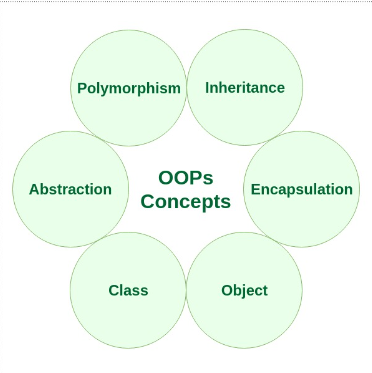 Polymorphism
Inheritance
Abstraction
OOPs
Concepts
Encapsulation
Class
Object